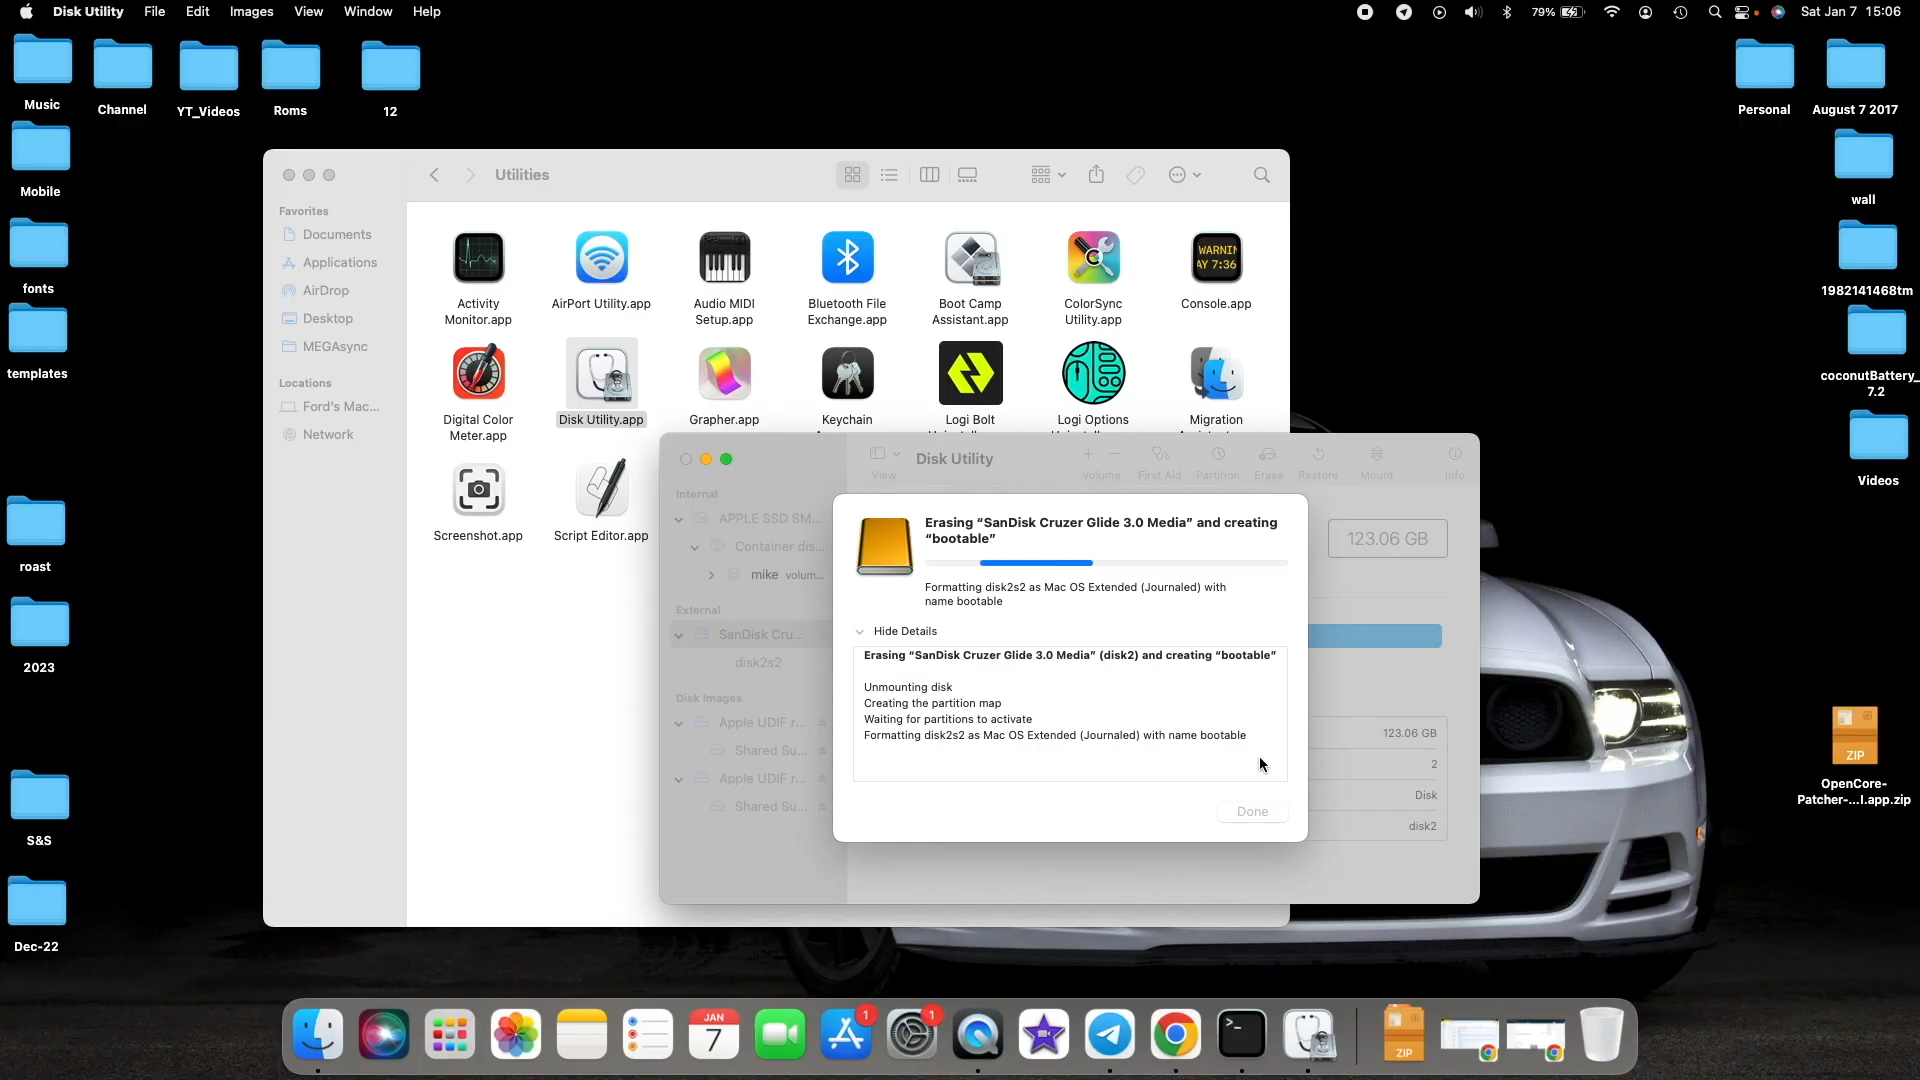 Disk Utility File Edit Images View Window Help
79% Sat Jan 7 15:06
Music Channel YT_Videos Roms 12
Personal August 7 2017
Mobile
wall
fonts
1982141468tm
templates
coconutBattery_
7.2
Videos
roast
2023
OpenCore-
Patcher-...I.app.zip
ZIP
S&S
Dec-22
Utilities
Favorites
Documents
Applications
AirDrop
Desktop
MEGAsync
Locations
Ford's Mac...
Network
WARNIN
AY 7:36
Activity
Monitor.app
AirPort Utility.app
Audio MIDI
Setup.app
Bluetooth File
Exchange.app
Boot Camp
Assistant.app
ColorSync
Utility.app
Console.app
Digital Color
Meter.app
Disk Utility.app
Grapher.app
Keychain
Logi Bolt
Logi Options
Migration
Screenshot.app
Script Editor.app
Disk Utility
View Volume First Aid Partition Erase Restore Mount Info
Internal
APPLE SSD SM...
Container dis...
mike volum...
External
SanDisk Cru...
disk2s2
Disk Images
Apple UDIF r...
Shared Su...
Apple UDIF r...
Shared Su...
123.06 GB
123.06 GB
2
Disk
disk2
Erasing “SanDisk Cruzer Glide 3.0 Media” and creating
“bootable”
Formatting disk2s2 as Mac OS Extended (Journaled) with
name bootable
Hide Details
Erasing “SanDisk Cruzer Glide 3.0 Media” (disk2) and creating “bootable”
Unmounting disk
Creating the partition map
Waiting for partitions to activate
Formatting disk2s2 as Mac OS Extended (Journaled) with name bootable
Done
JAN
7
1
1
ZIP